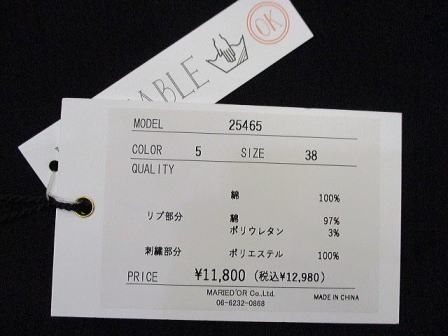 ABLE
OK
MODEL 25465
COLOR 5 SIZE 38
QUALITY
綿 100%
リブ部分 綿 97%
ポリウレタン 3%
刺繍部分 ポリエステル 100%
PRICE ¥11,800 (税込¥12,980)
MARIED'OR Co.,Ltd.
06-6232-0868
MADE IN CHINA